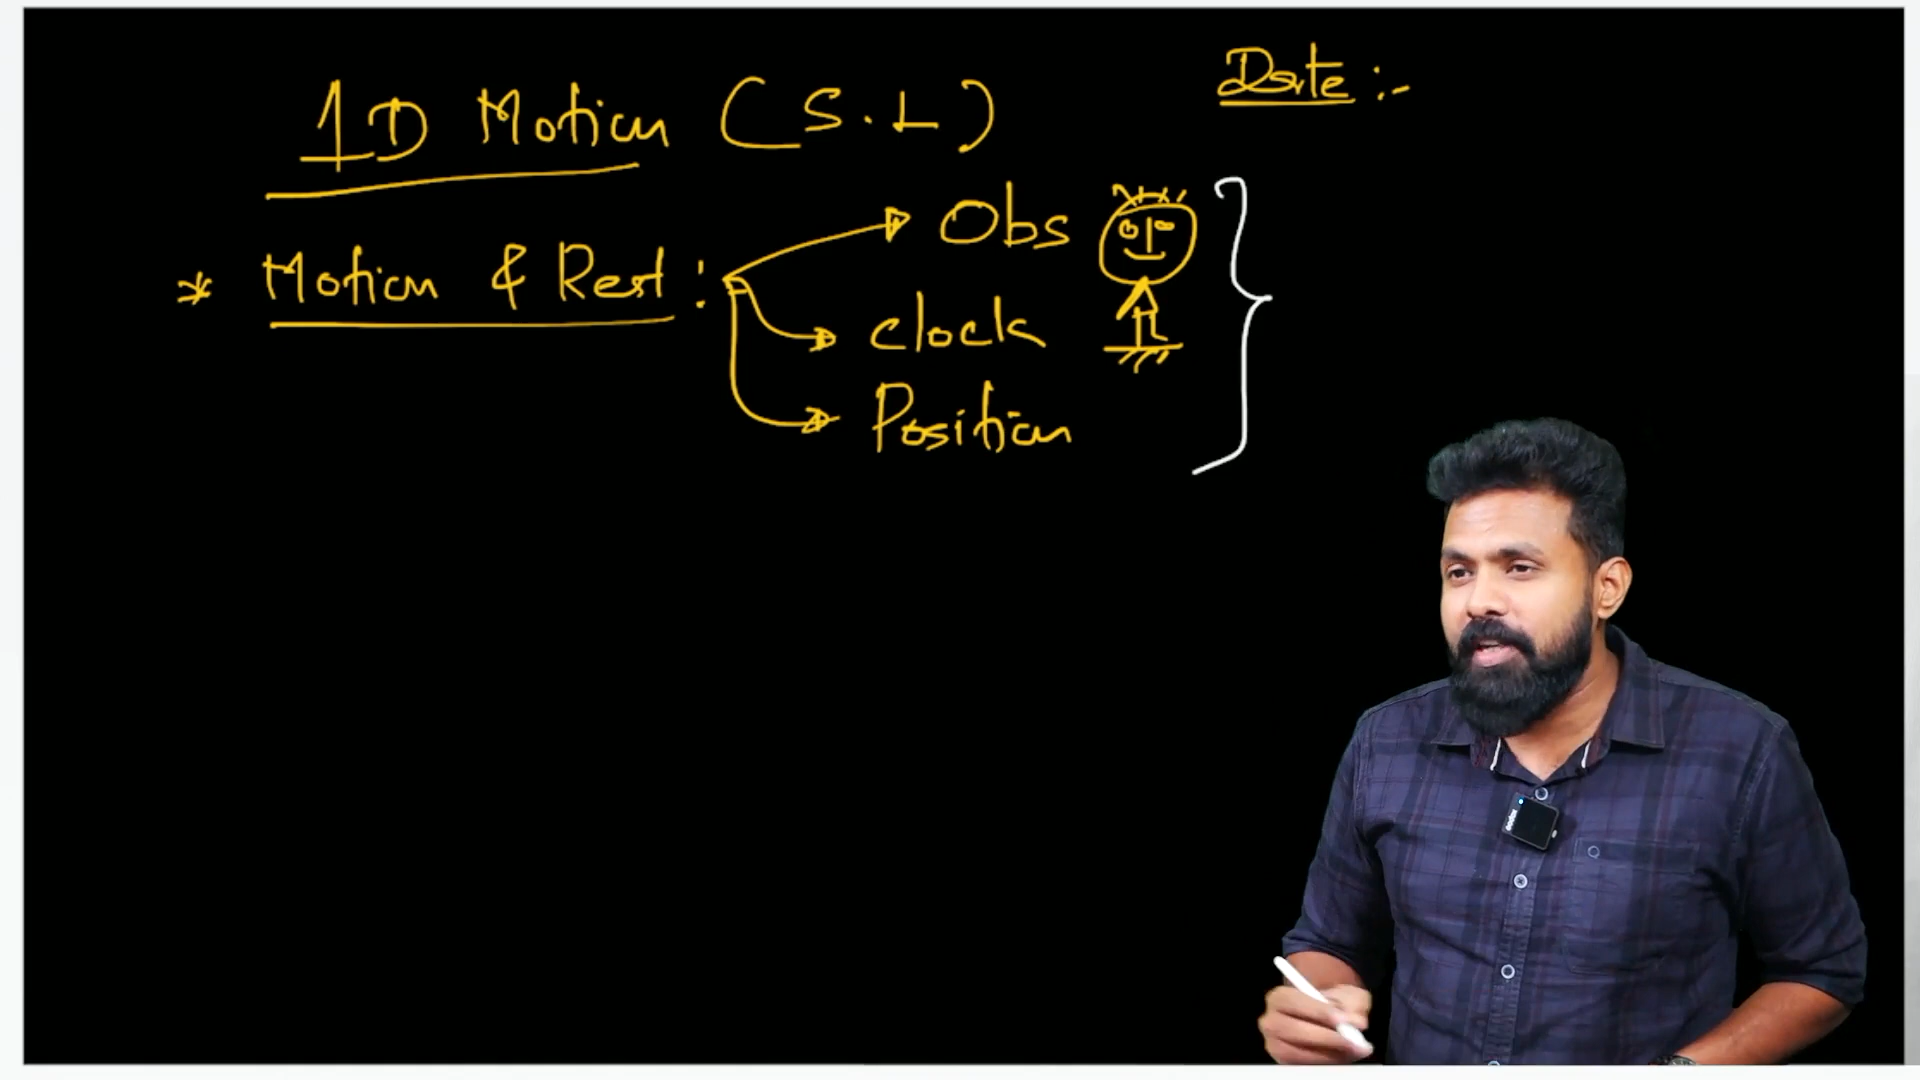 Date :-
1D Motion (S.L)
* Motion & Rest :
Obs
clock
Position